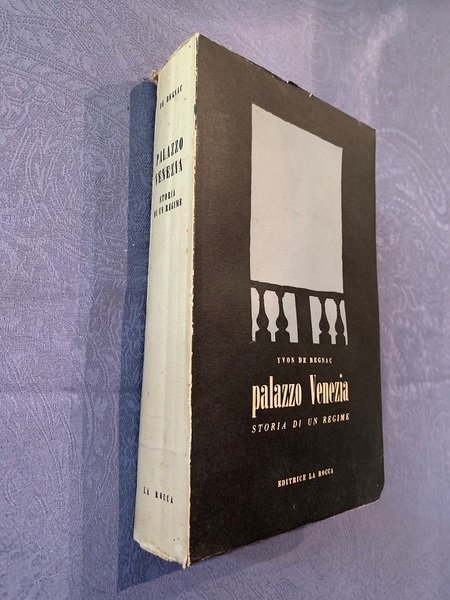 DE BEGNAC
PALAZZO
VENEZIA
STORIA
DI UN REGIME
LA ROCCA
YVON DE BEGNAC
palazzo Venezia
STORIA DI UN REGIME
EDITRICE LA ROCCA